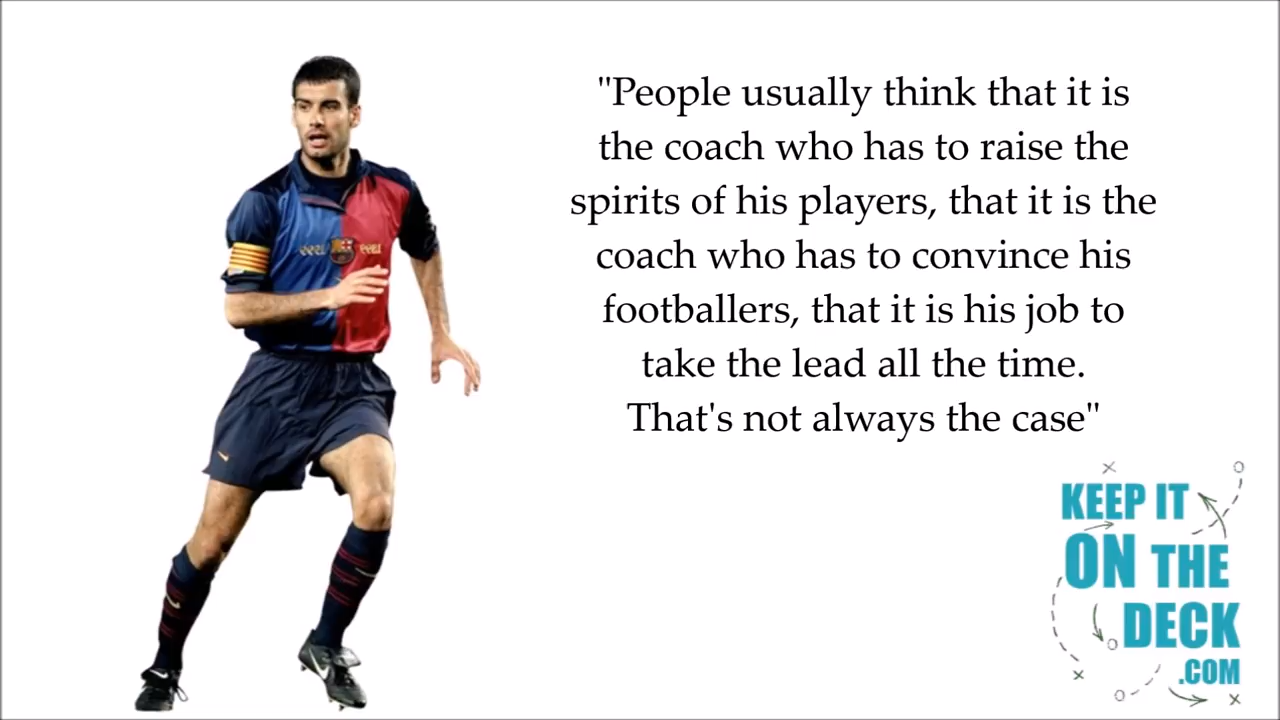 "People usually think that it is
the coach who has to raise the
spirits of his players, that it is the
coach who has to convince his
footballers, that it is his job to
take the lead all the time.
That's not always the case"
KEEP IT
ON THE
DECK
.COM